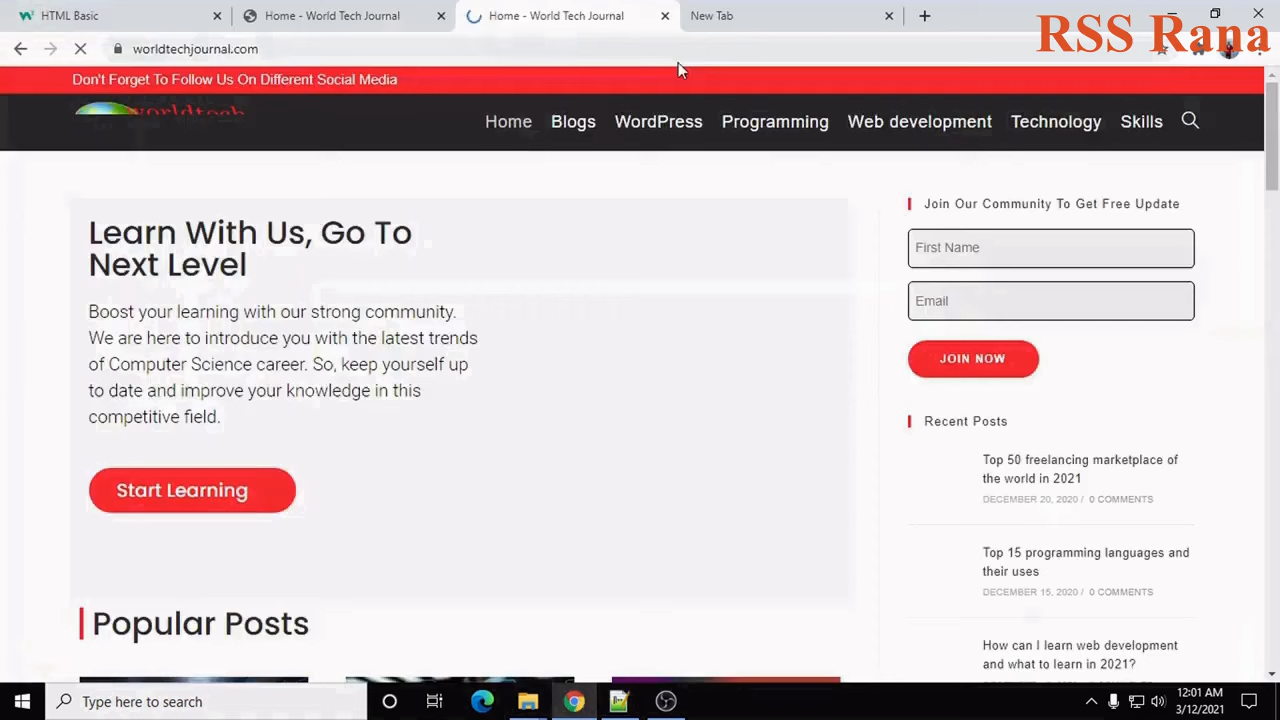 HTML Basic
Home - World Tech Journal
Home - World Tech Journal
New Tab
RSS Rana
worldtechjournal.com
Don't Forget To Follow Us On Different Social Media
worldtech
Home
Blogs
WordPress
Programming
Web development
Technology
Skills
Learn With Us, Go To
Next Level
Boost your learning with our strong community.
We are here to introduce you with the latest trends
of Computer Science career. So, keep yourself up
to date and improve your knowledge in this
competitive field.
Start Learning
Popular Posts
Join Our Community To Get Free Update
First Name
Email
JOIN NOW
Recent Posts
Top 50 freelancing marketplace of
the world in 2021
DECEMBER 20, 2020 / 0 COMMENTS
Top 15 programming languages and
their uses
DECEMBER 15, 2020 / 0 COMMENTS
How can I learn web development
and what to learn in 2021?
Type here to search
12:01 AM
3/12/2021